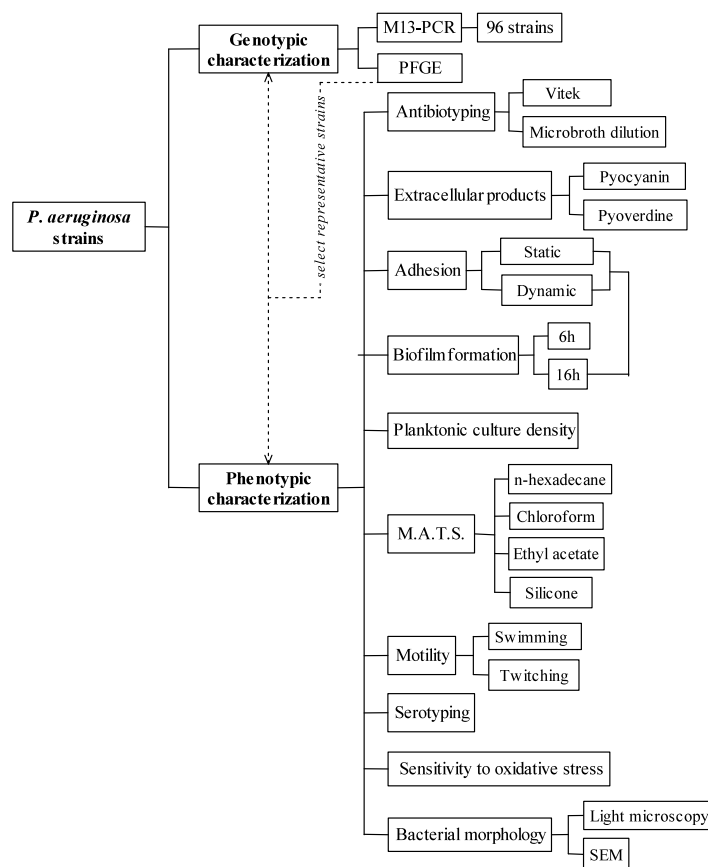 Genotypic
characterization
M13-PCR
96 strains
PFGE
select representative strains
Antibiotyping
Vitek
Microbroth dilution
Extracellular products
Pyocyanin
Pyoverdine
P. aeruginosa
strains
Adhesion
Static
Dynamic
Biofilm formation
6h
16h
Planktonic culture density
Phenotypic
characterization
M.A.T.S.
n-hexadecane
Chloroform
Ethyl acetate
Silicone
Motility
Swimming
Twitching
Serotyping
Sensitivity to oxidative stress
Bacterial morphology
Light microscopy
SEM